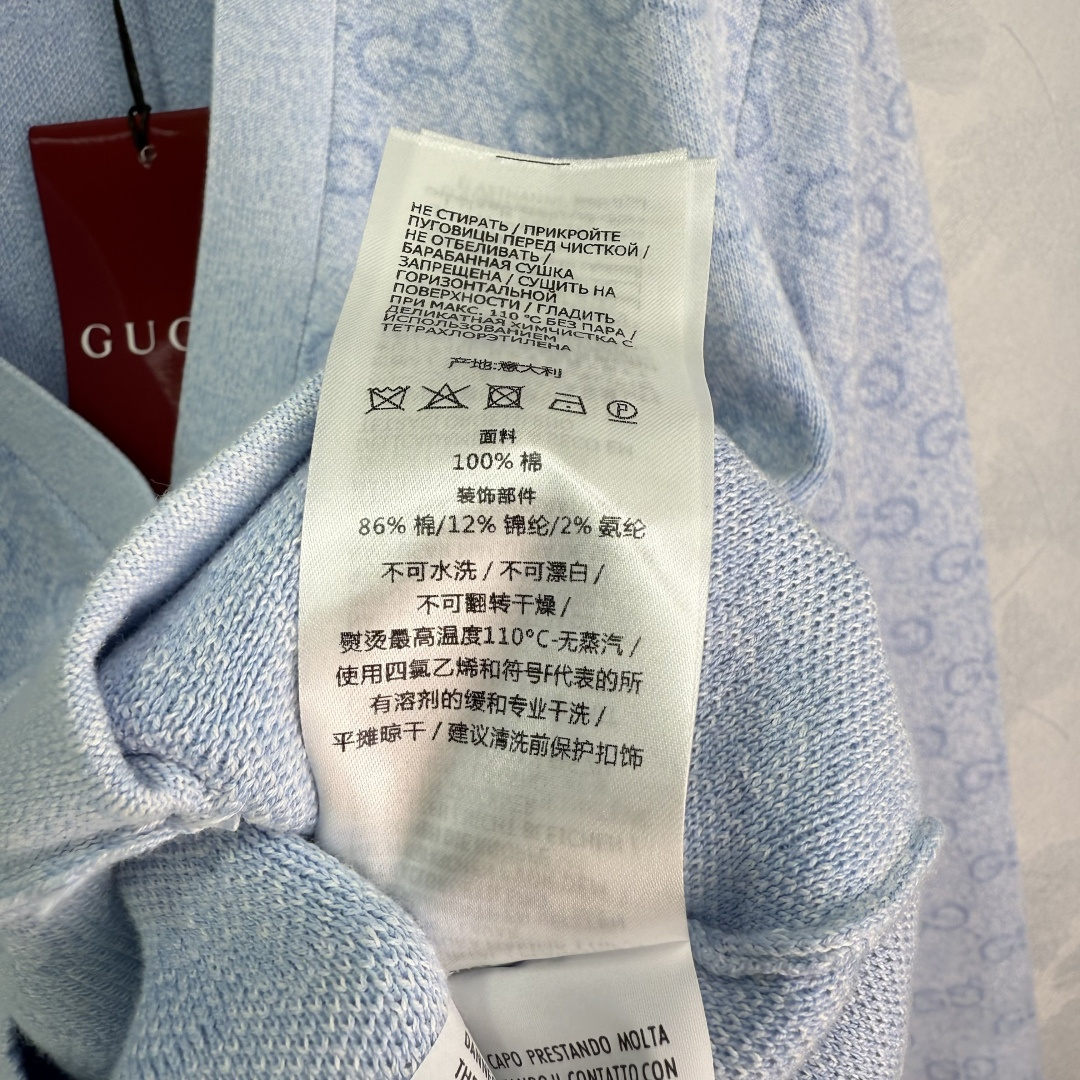 GUC
НЕ СТИРАТЬ / ПРИКРОЙТЕ
ПУГОВИЦЫ ПЕРЕД ЧИСТКОЙ /
НЕ ОТБЕЛИВАТЬ /
БАРАБАННАЯ СУШКА
ЗАПРЕЩЕНА / СУШИТЬ НА
ГОРИЗОНТАЛЬНОЙ
ПОВЕРХНОСТИ / ГЛАДИТЬ
ПРИ МАКС. 110 °C БЕЗ ПАРА /
ДЕЛИКАТНАЯ ХИМЧИСТКА С
ИСПОЛЬЗОВАНИЕМ
ТЕТРАХЛОРЭТИЛЕНА
产地:意大利
P
面料
100% 棉
装饰部件
86% 棉/12% 锦纶/2% 氨纶
不可水洗 / 不可漂白 /
不可翻转干燥 /
熨烫最高温度110°C-无蒸汽 /
使用四氯乙烯和符号F代表的所
有溶剂的缓和专业干洗 /
平摊晾干 / 建议清洗前保护扣饰
CAPO PRESTANDO MOLTA
CONTATTO CON